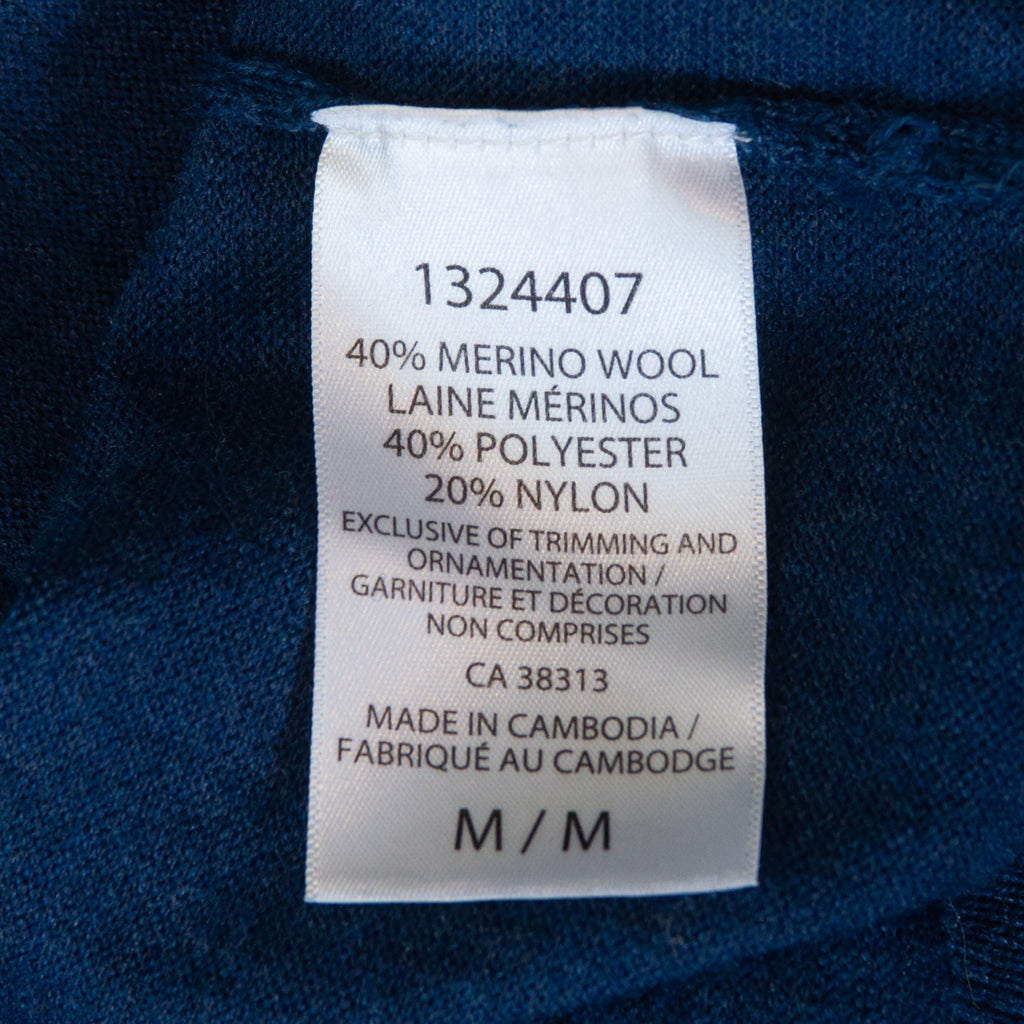 1324407
40% MERINO WOOL
LAINE MÉRINOS
40% POLYESTER
20% NYLON
EXCLUSIVE OF TRIMMING AND
ORNAMENTATION /
GARNITURE ET DÉCORATION
NON COMPRISES
CA 38313
MADE IN CAMBODIA /
FABRIQUÉ AU CAMBODGE
M / M